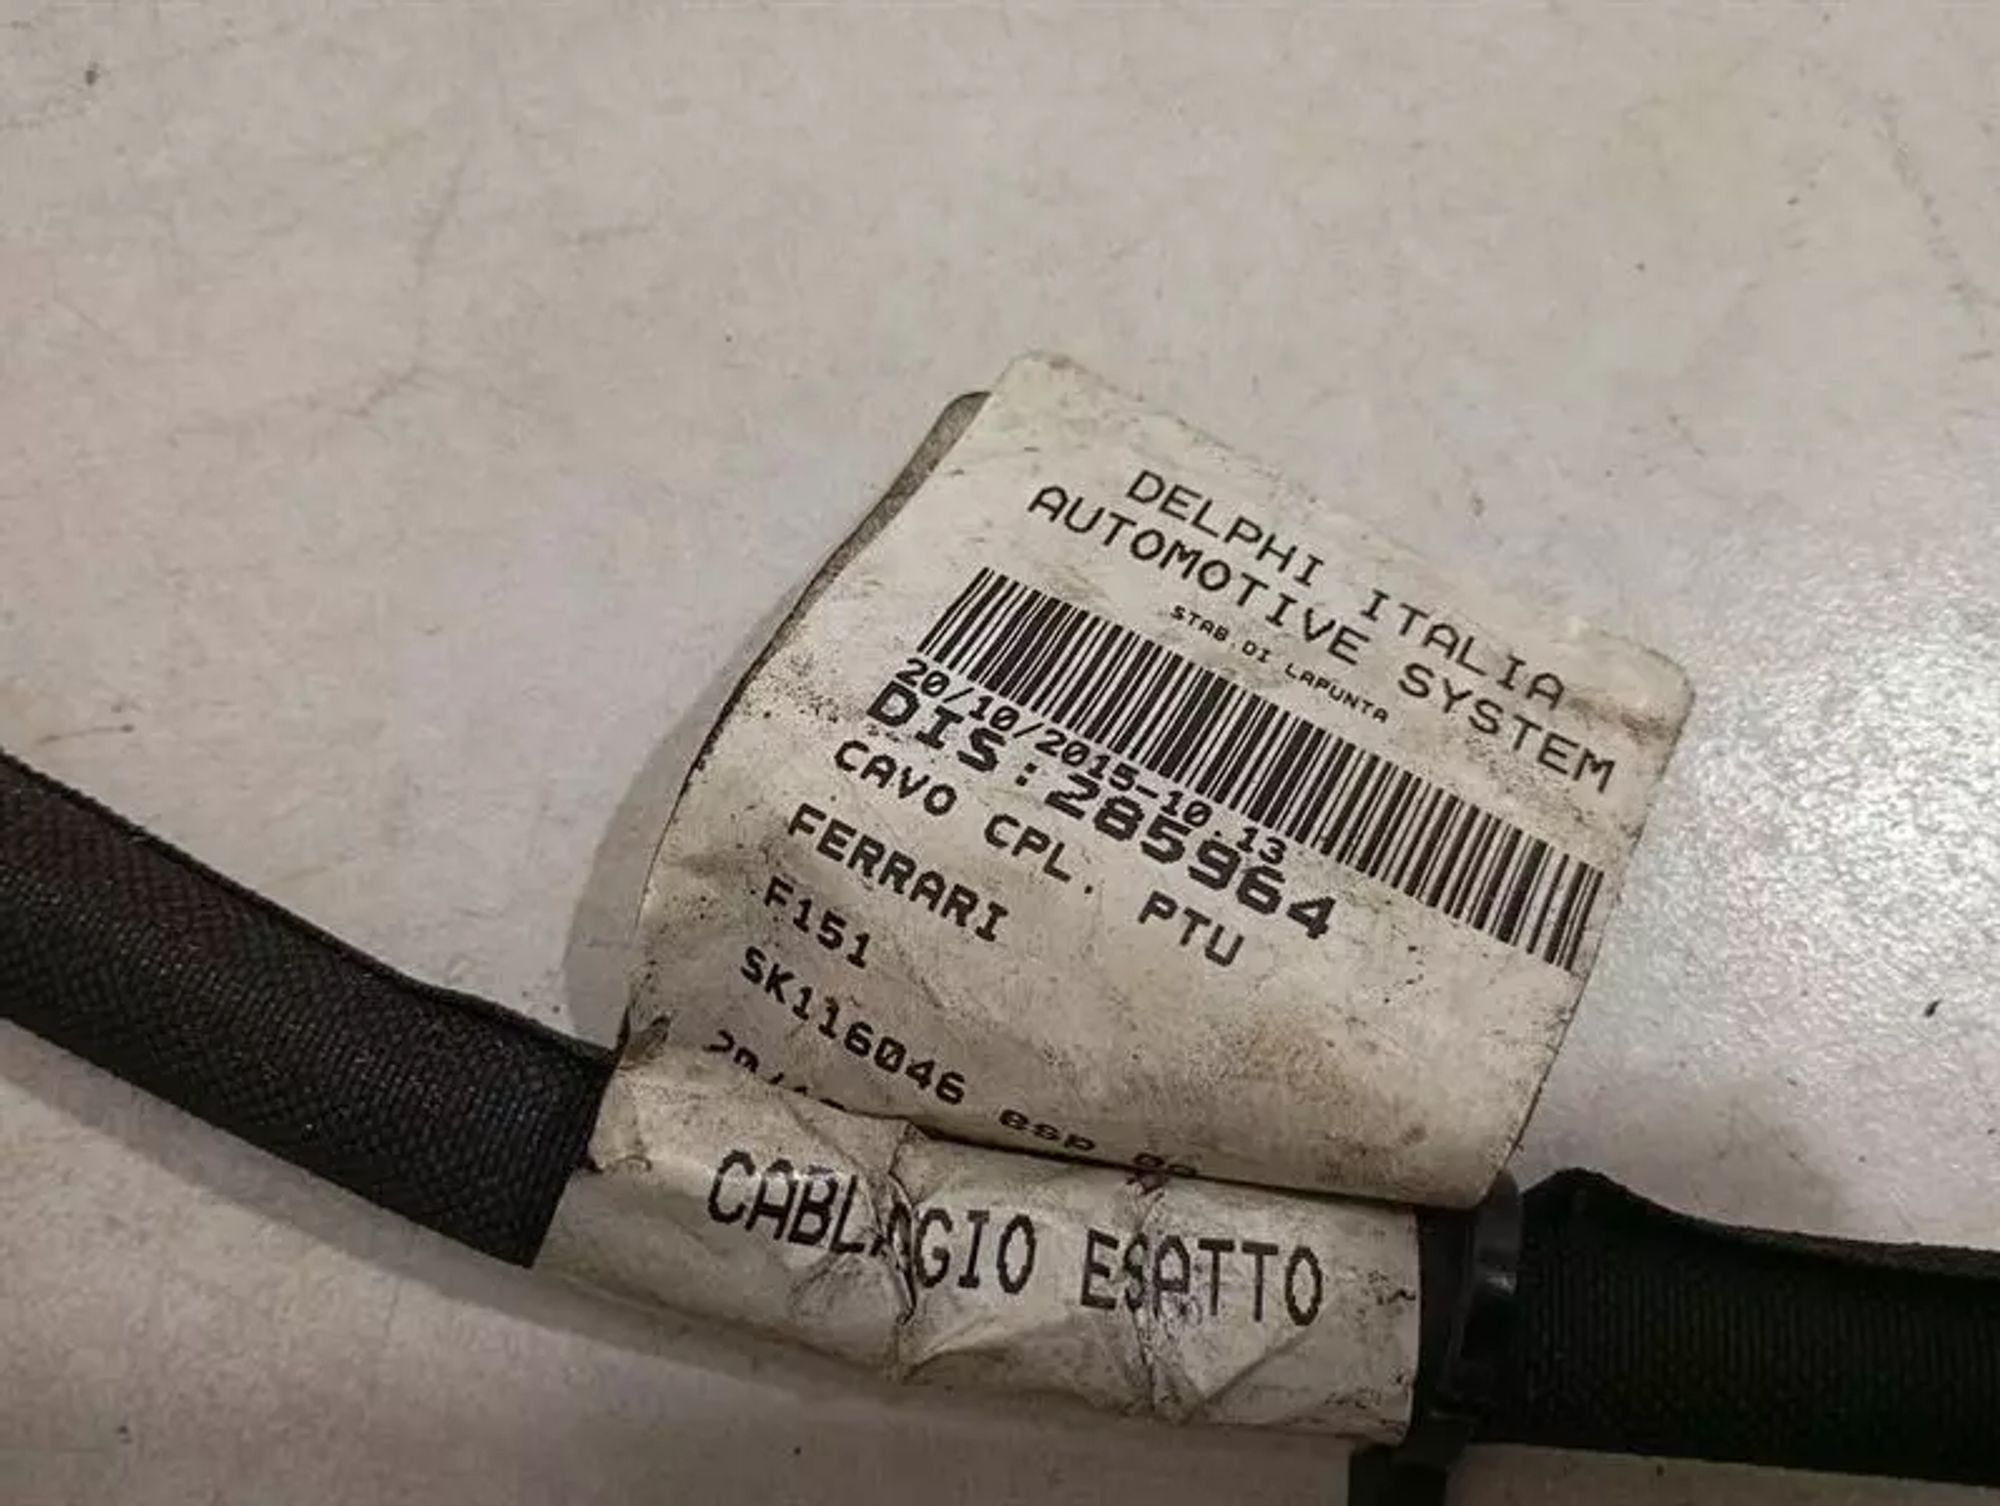 DELPHI ITALIA
AUTOMOTIVE SYSTEM
STAB.DI LAPUNTA
20/10/2015-10.13
DIS:285964
CAVO CPL. PTU
FERRARI
F151
SK116046 esp
CABLAGIO ESATTO